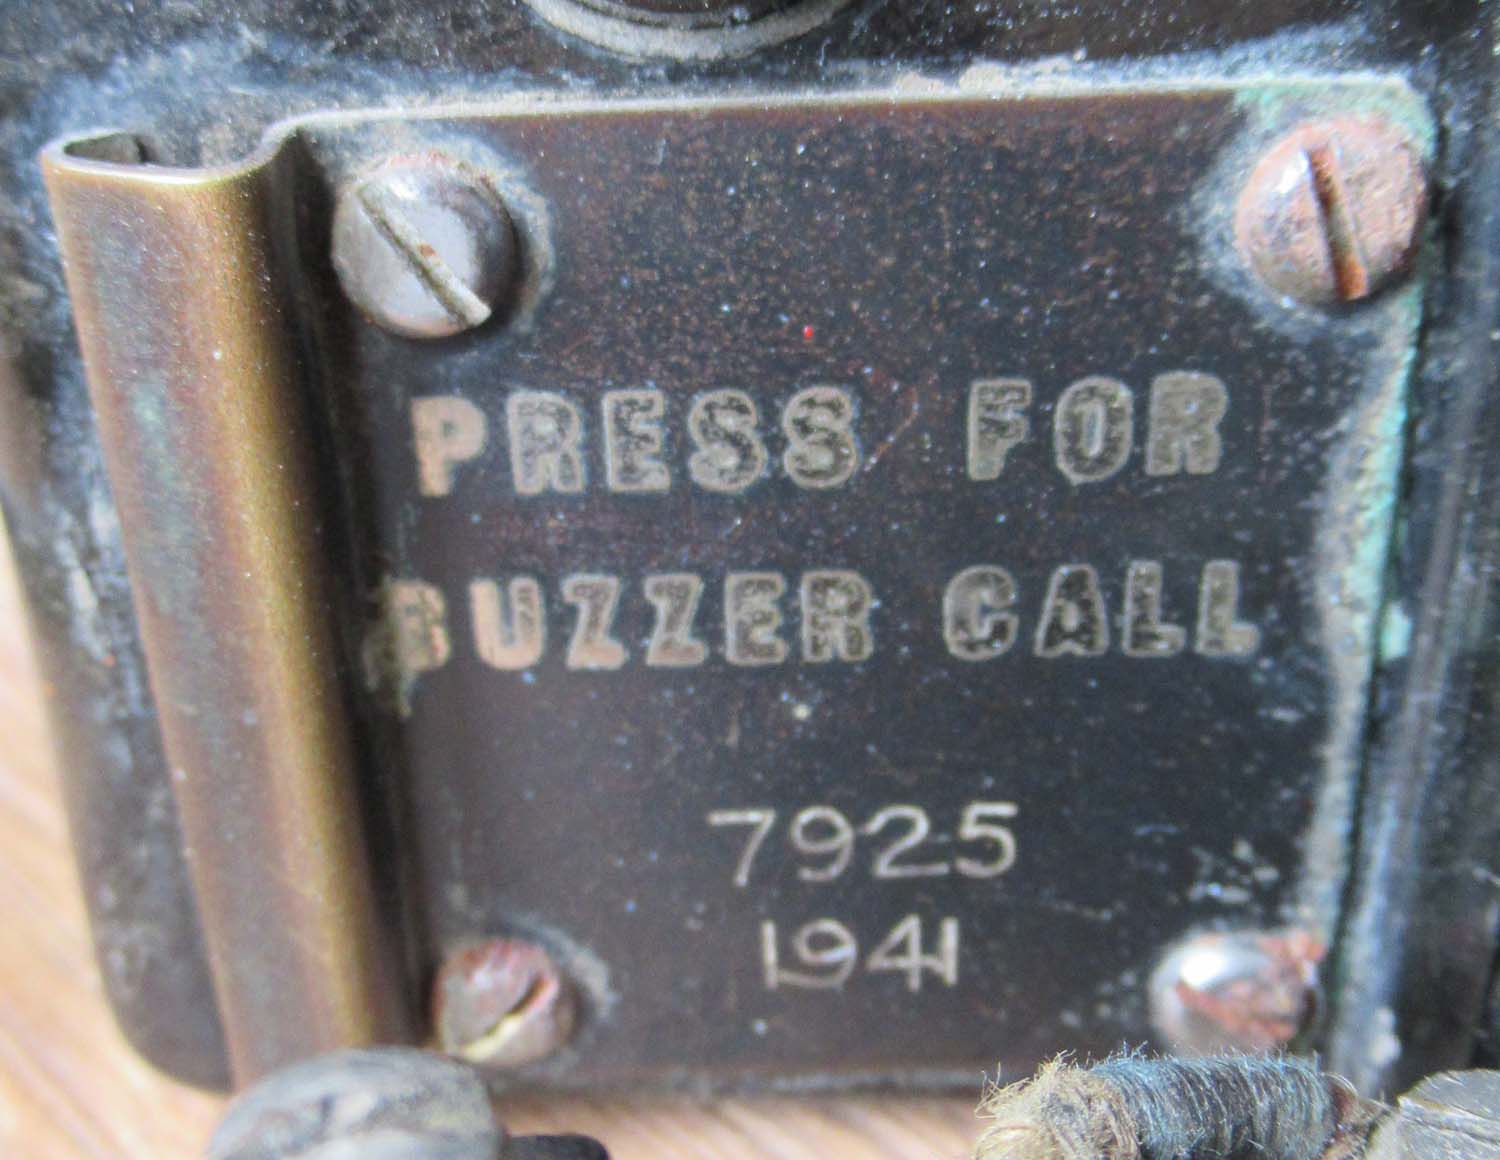 PRESS FOR
BUZZER CALL
7925
1941